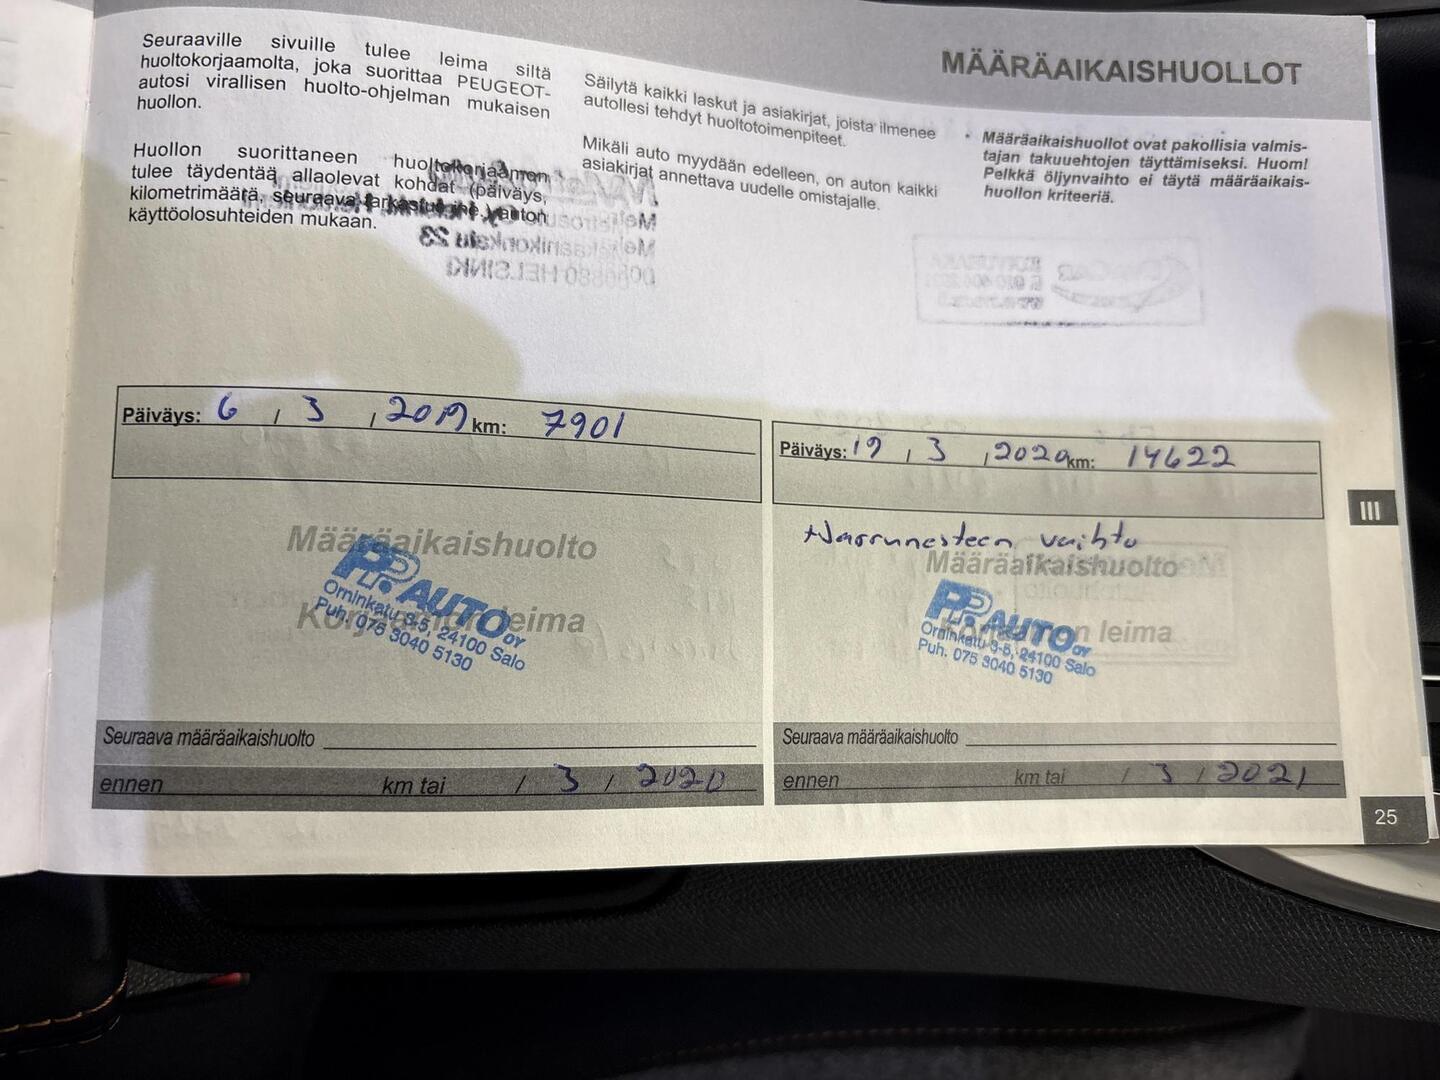 MÄÄRÄAIKAISHUOLLOT
Seuraaville sivuille tulee leima siltä
huoltokorjaamolta, joka suorittaa PEUGEOT-
autosi virallisen huolto-ohjelman mukaisen
huollon.
Huollon suorittaneen huoltokorjaamon
tulee täydentää allaolevat kohdat (päiväys,
kilometrimäärä, seuraava tarkastus jne.) auton
käyttöolosuhteiden mukaan.
Säilytä kaikki laskut ja asiakirjat, joista ilmenee
autollesi tehdyt huoltotoimenpiteet.
Mikäli auto myydään edelleen, on auton kaikki
asiakirjat annettava uudelle omistajalle.
• Määräaikaishuollot ovat pakollisia valmis-
tajan takuuehtojen täyttämiseksi. Huom!
Pelkkä öljynvaihto ei täytä määräaikais-
huollon kriteeriä.
Päiväys: 6 / 3 / 2019 km: 7901
Määräaikaishuolto
Korjaamon leima
PP AUTO OY
Örninkatu 3-5, 24100 Salo
Puh. 075 3040 5130
Seuraava määräaikaishuolto
ennen km tai / 3 / 2020
Päiväys: 19 / 3 / 2020 km: 14622
+Jarrunesteen vaihto
Määräaikaishuolto
Korjaamon leima
PP AUTO OY
Örninkatu 3-5, 24100 Salo
Puh. 075 3040 5130
Seuraava määräaikaishuolto
ennen km tai / 3 / 2021
III
25